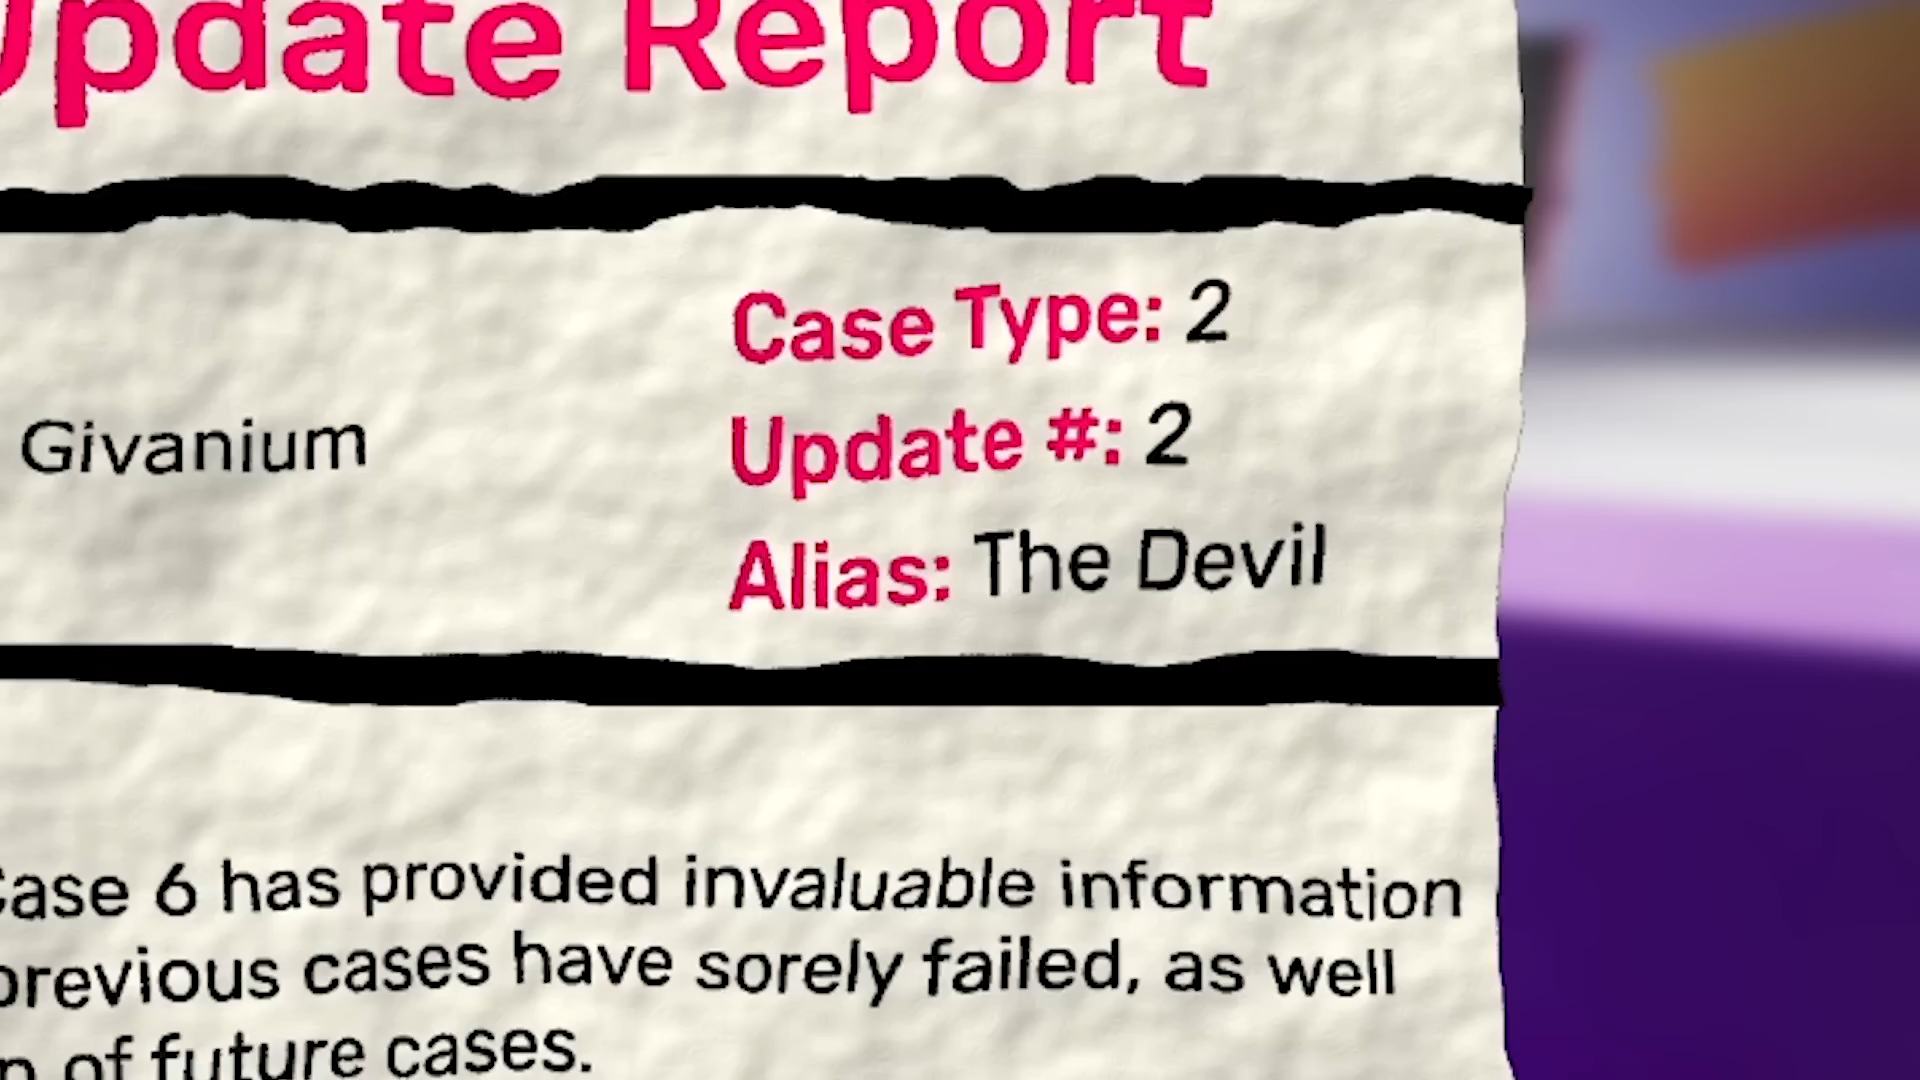 Update Report
Case Type: 2
Givanium
Update #: 2
Alias: The Devil
Case 6 has provided invaluable information
previous cases have sorely failed, as well
of future cases.